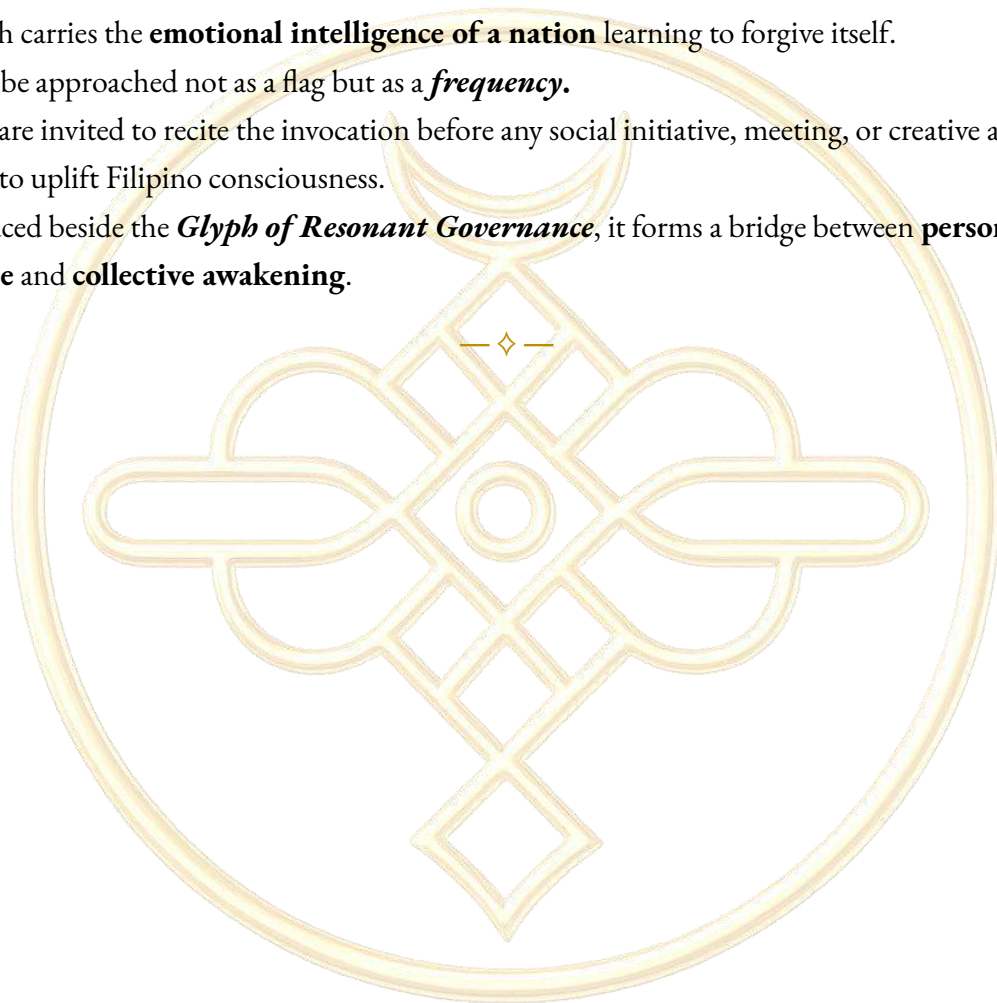 h carries the emotional intelligence of a nation learning to forgive itself.
be approached not as a flag but as a frequency.
are invited to recite the invocation before any social initiative, meeting, or creative a
to uplift Filipino consciousness.
ced beside the Glyph of Resonant Governance, it forms a bridge between person
e and collective awakening.